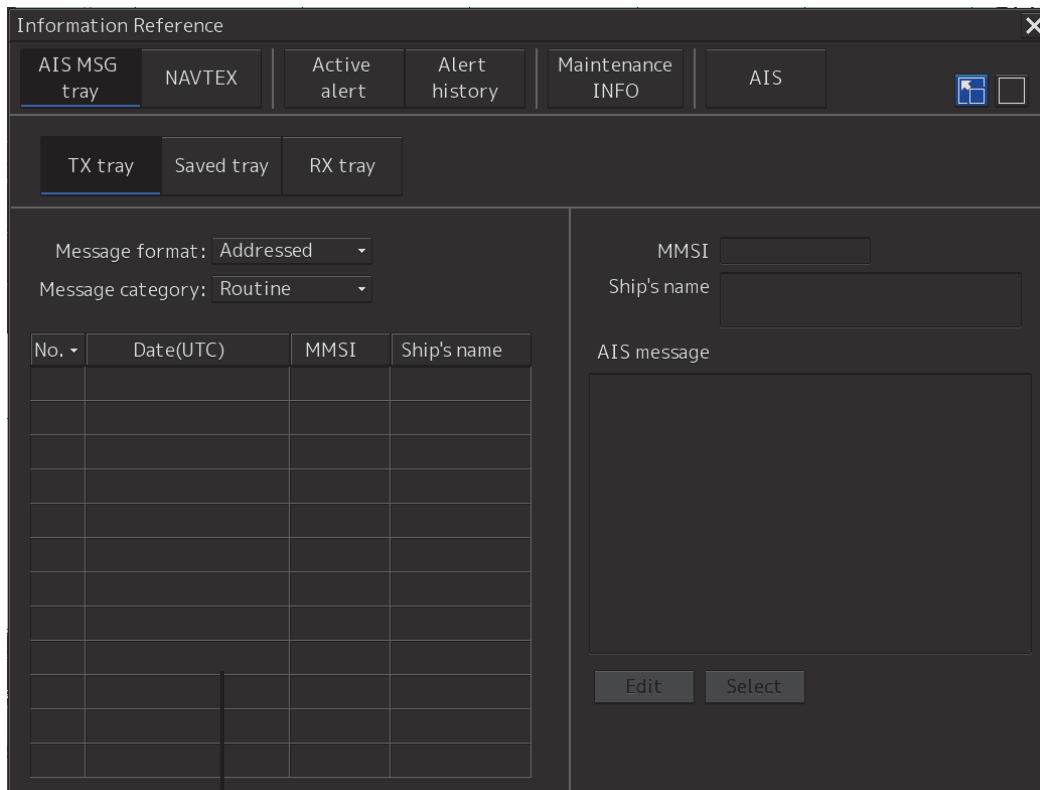 Information Reference
AIS MSG tray
NAVTEX
Active alert
Alert history
Maintenance INFO
AIS
TX tray
Saved tray
RX tray
Message format: Addressed
Message category: Routine
No. Date(UTC) MMSI Ship's name
MMSI
Ship's name
AIS message
Edit Select